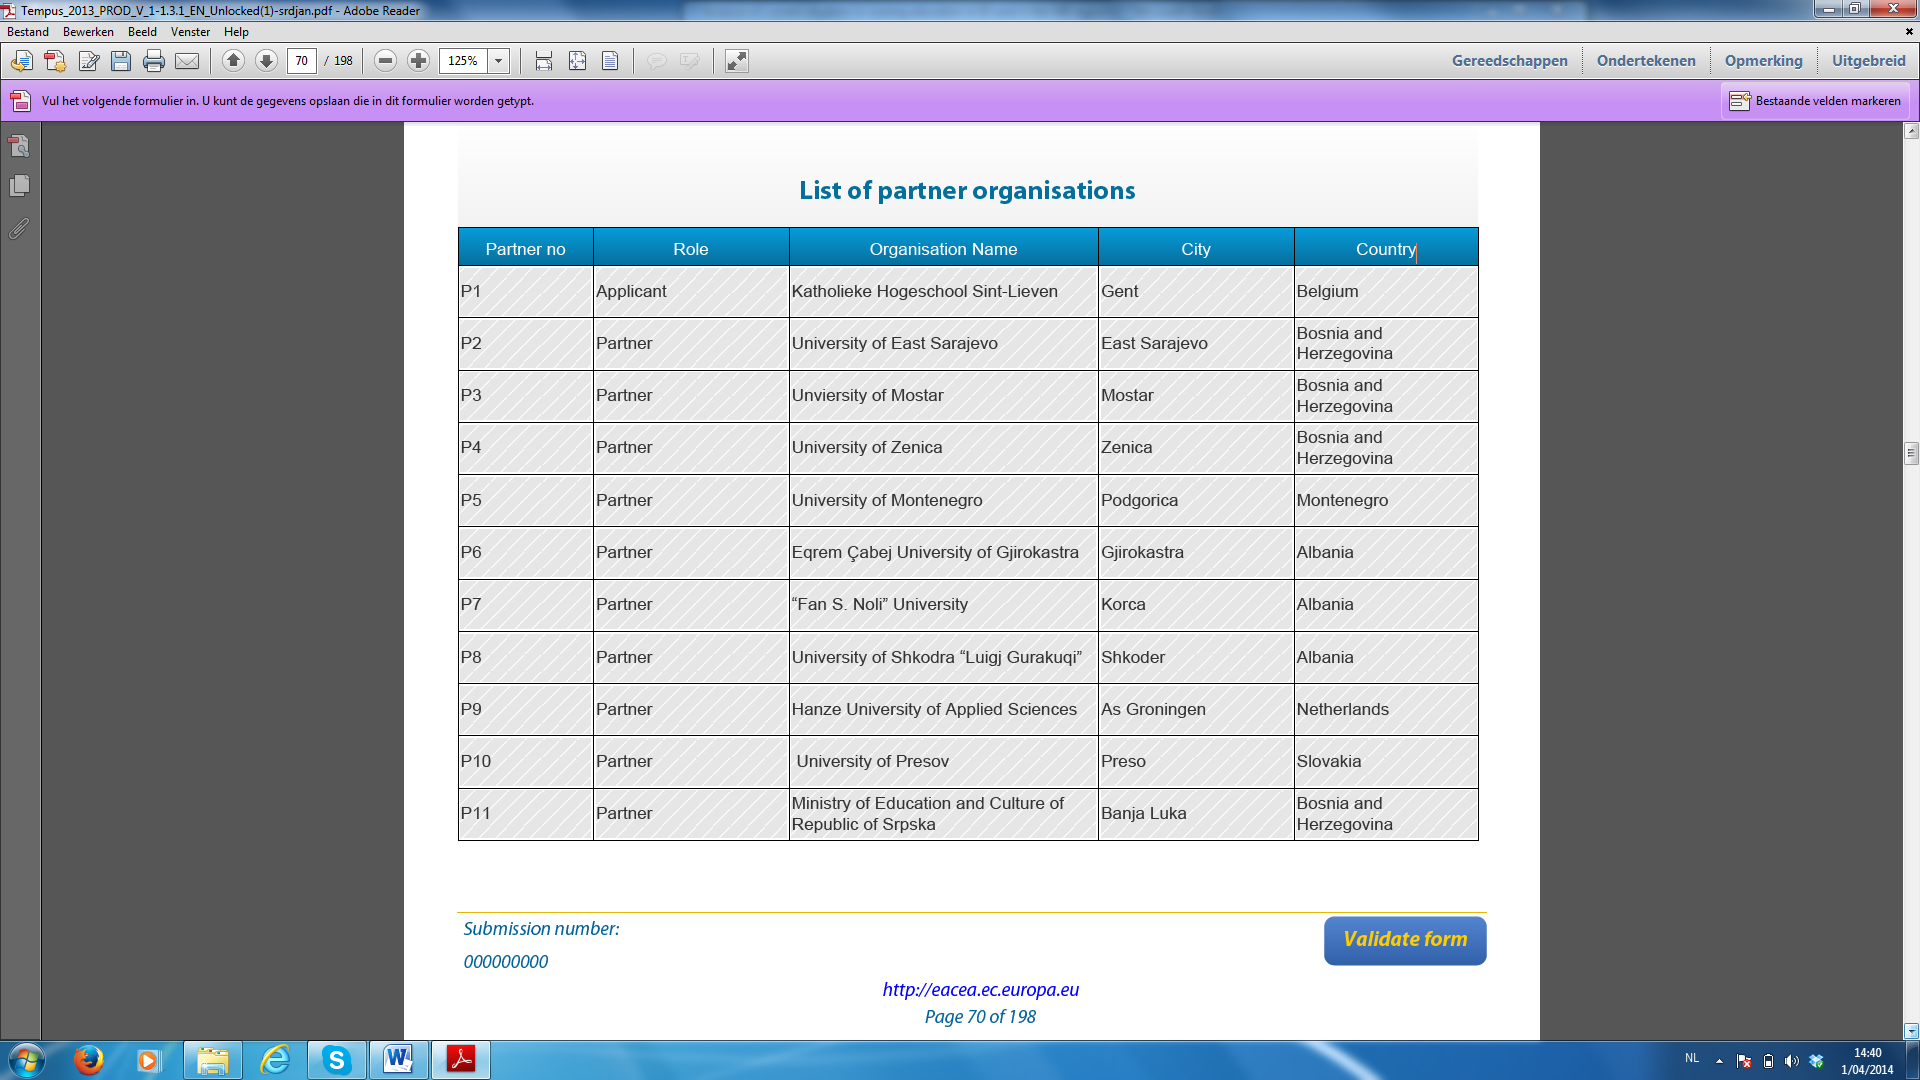 Tempus_2013_PROD_V_1-1.3.1_EN_Unlocked(1)-srdjan.pdf - Adobe Reader
Bestand Bewerken Beeld Venster Help
70 / 198 125% Gereedschappen Ondertekenen Opmerking Uitgebreid
Vul het volgende formulier in. U kunt de gegevens opslaan die in dit formulier worden getypt. Bestaande velden markeren
List of partner organisations
Partner no Role Organisation Name City Country
P1 Applicant Katholieke Hogeschool Sint-Lieven Gent Belgium
P2 Partner University of East Sarajevo East Sarajevo Bosnia and
Herzegovina
P3 Partner Unviersity of Mostar Mostar Bosnia and
Herzegovina
P4 Partner University of Zenica Zenica Bosnia and
Herzegovina
P5 Partner University of Montenegro Podgorica Montenegro
P6 Partner Eqrem Çabej University of Gjirokastra Gjirokastra Albania
P7 Partner “Fan S. Noli” University Korca Albania
P8 Partner University of Shkodra “Luigj Gurakuqi” Shkoder Albania
P9 Partner Hanze University of Applied Sciences As Groningen Netherlands
P10 Partner University of Presov Preso Slovakia
P11 Partner Ministry of Education and Culture of Banja Luka Bosnia and
Republic of Srpska Herzegovina
Submission number:
000000000
Validate form
http://eacea.ec.europa.eu
Page 70 of 198
NL 14:40
1/04/2014